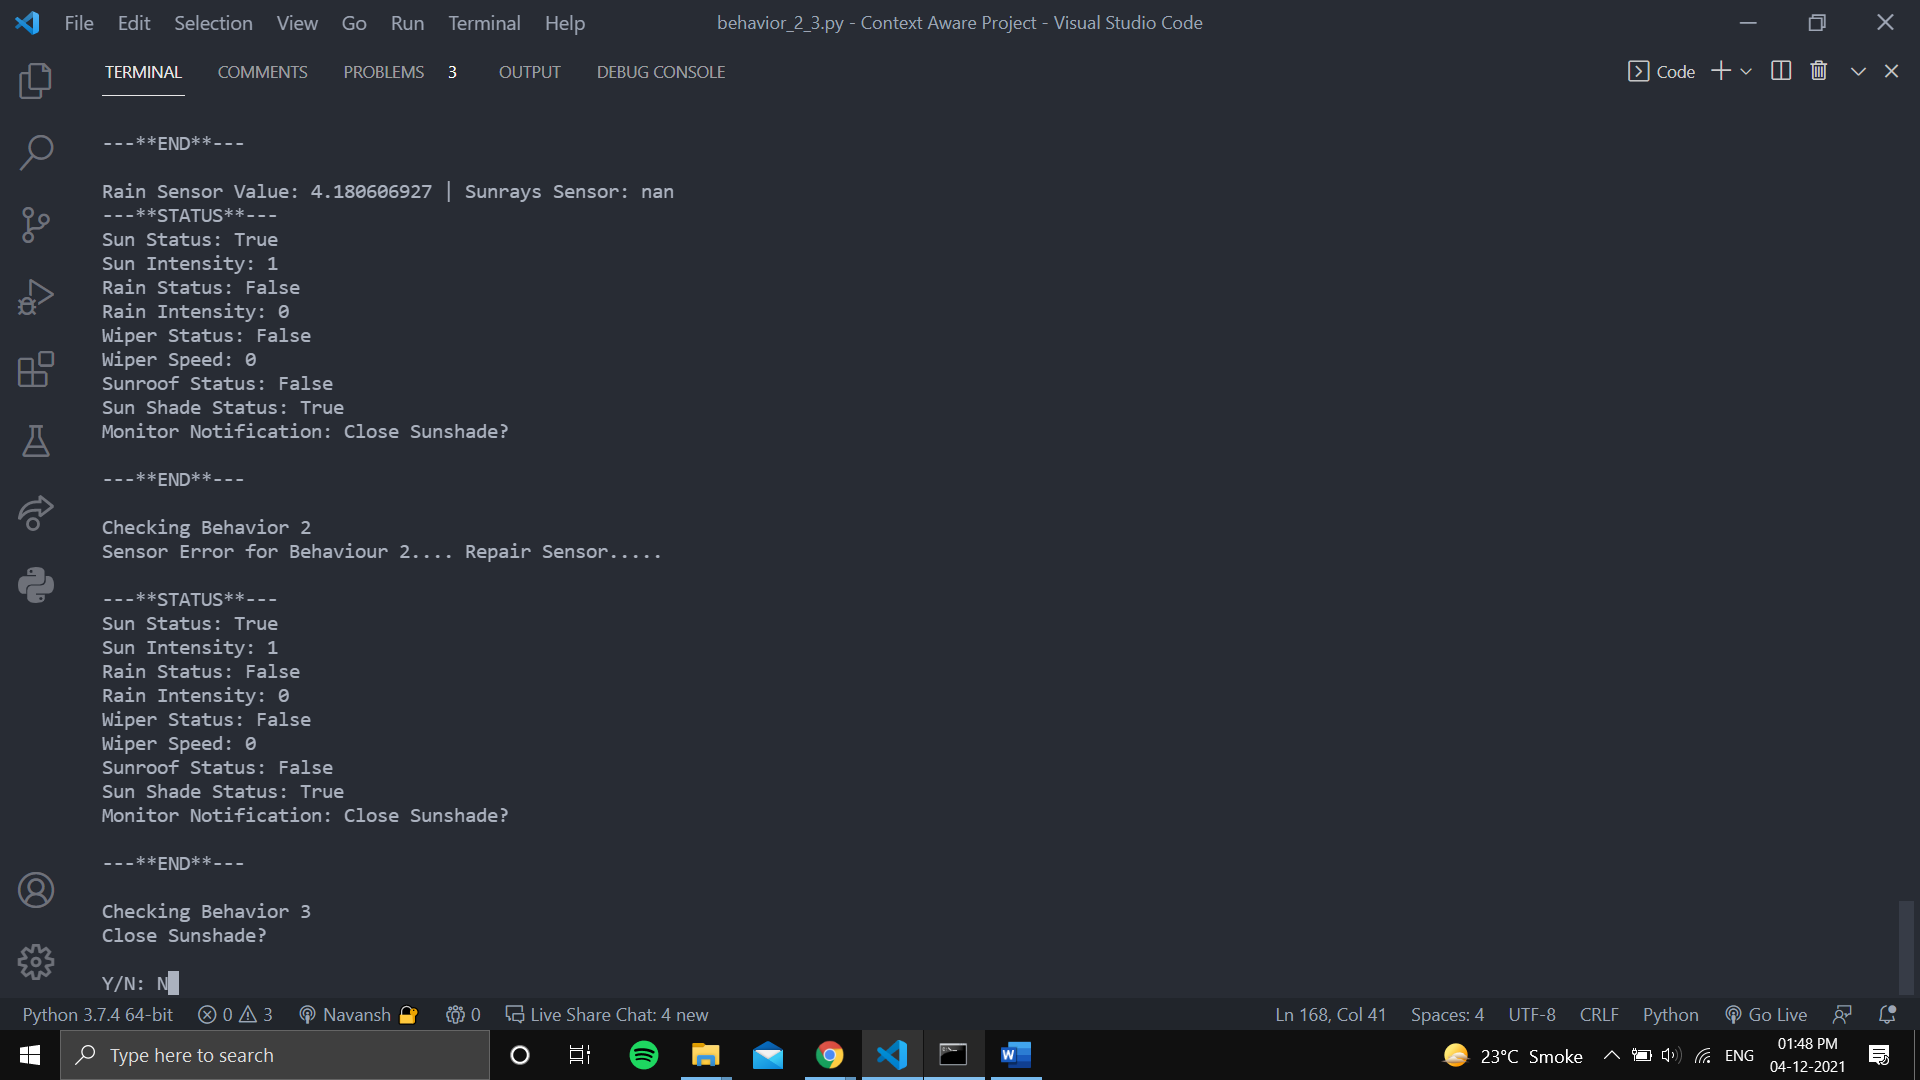 File Edit Selection View Go Run Terminal Help behavior_2_3.py - Context Aware Project - Visual Studio Code
TERMINAL COMMENTS PROBLEMS 3 OUTPUT DEBUG CONSOLE Code
---**END**---
Rain Sensor Value: 4.180606927 | Sunrays Sensor: nan
---**STATUS**---
Sun Status: True
Sun Intensity: 1
Rain Status: False
Rain Intensity: 0
Wiper Status: False
Wiper Speed: 0
Sunroof Status: False
Sun Shade Status: True
Monitor Notification: Close Sunshade?
---**END**---
Checking Behavior 2
Sensor Error for Behaviour 2.... Repair Sensor.....
---**STATUS**---
Sun Status: True
Sun Intensity: 1
Rain Status: False
Rain Intensity: 0
Wiper Status: False
Wiper Speed: 0
Sunroof Status: False
Sun Shade Status: True
Monitor Notification: Close Sunshade?
---**END**---
Checking Behavior 3
Close Sunshade?
Y/N: N
Python 3.7.4 64-bit 0 3 Navansh 0 Live Share Chat: 4 new Ln 168, Col 41 Spaces: 4 UTF-8 CRLF Python Go Live
Type here to search 23°C Smoke ENG 01:48 PM
04-12-2021